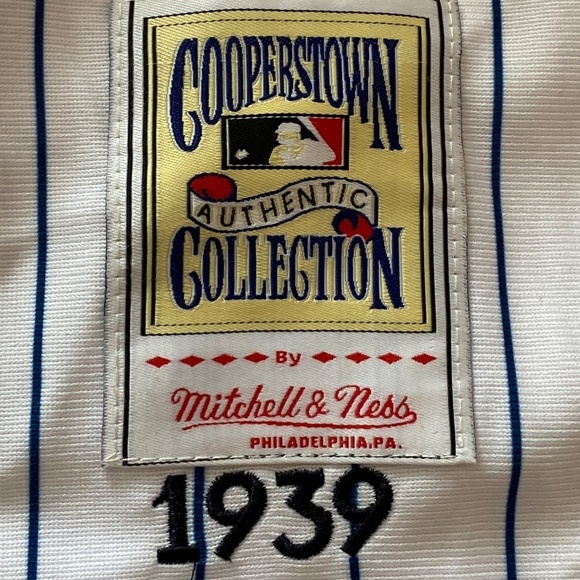 COOPERSTOWN
AUTHENTIC
COLLECTION
By
Mitchell & Ness
PHILADELPHIA, PA.
1939